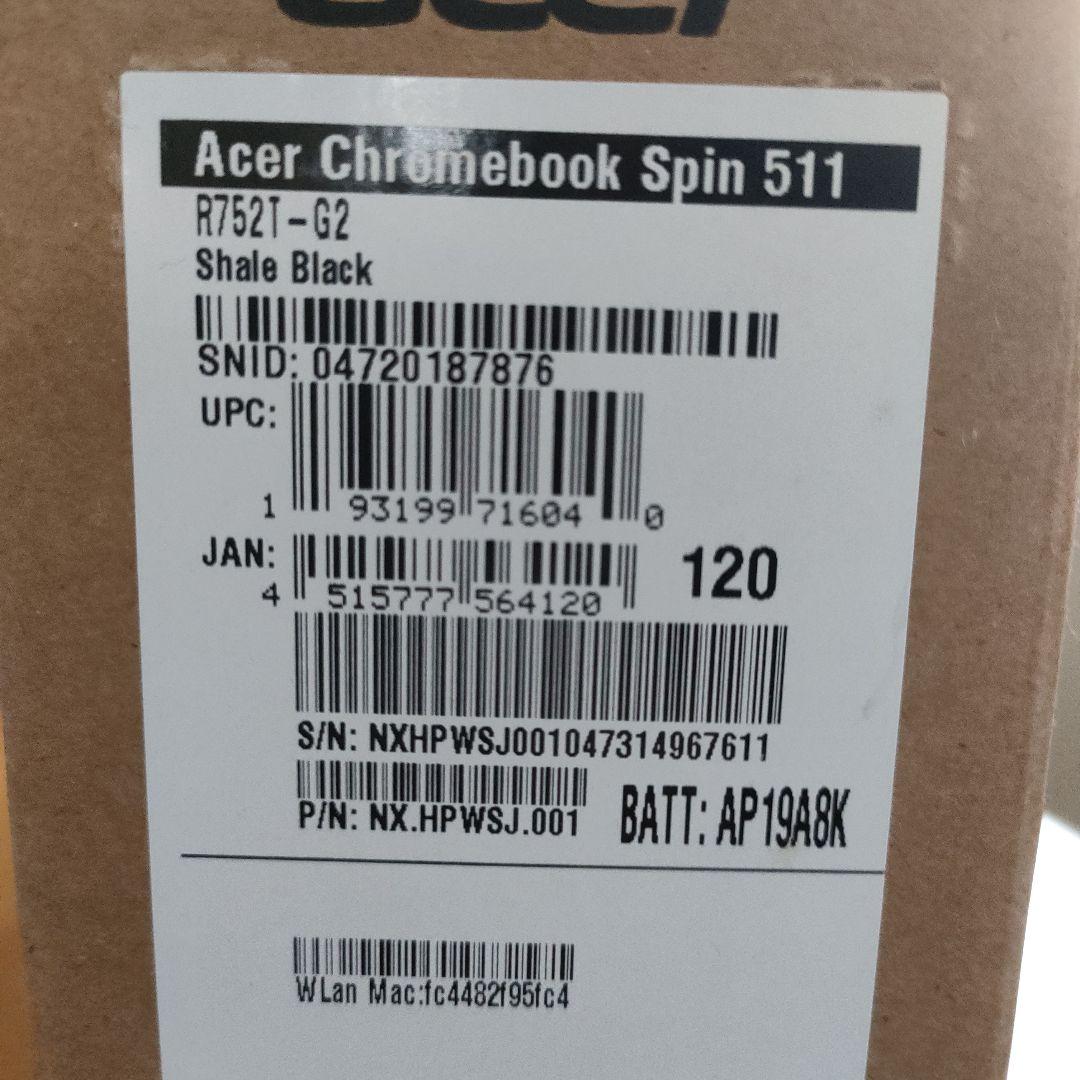 acer
Acer Chromebook Spin 511
R752T-G2
Shale Black
SNID: 04720187876
UPC:
1 93199 71604 0
JAN:
4 515777 564120
120
S/N: NXHPWSJ001047314967611
P/N: NX.HPWSJ.001
BATT: AP19A8K
WLan Mac:fc4482f95fc4